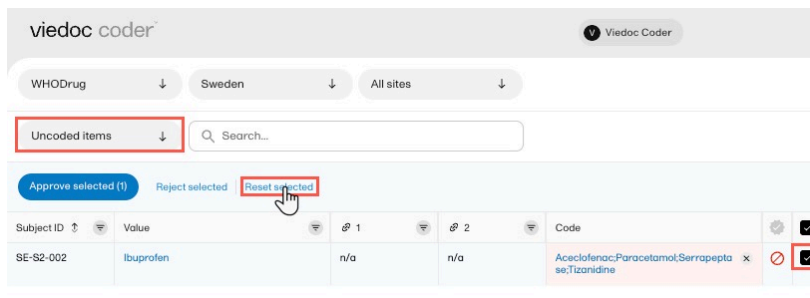 viedoc coder™
V Viedoc Coder
WHODrug Sweden All sites
Uncoded items Search...
Approve selected (1) Reject selected Reset selected
Subject ID Value 1 2 Code
SE-S2-002 Ibuprofen n/a n/a Aceclofenac;Paracetamol;Serrapepta
se;Tizanidine